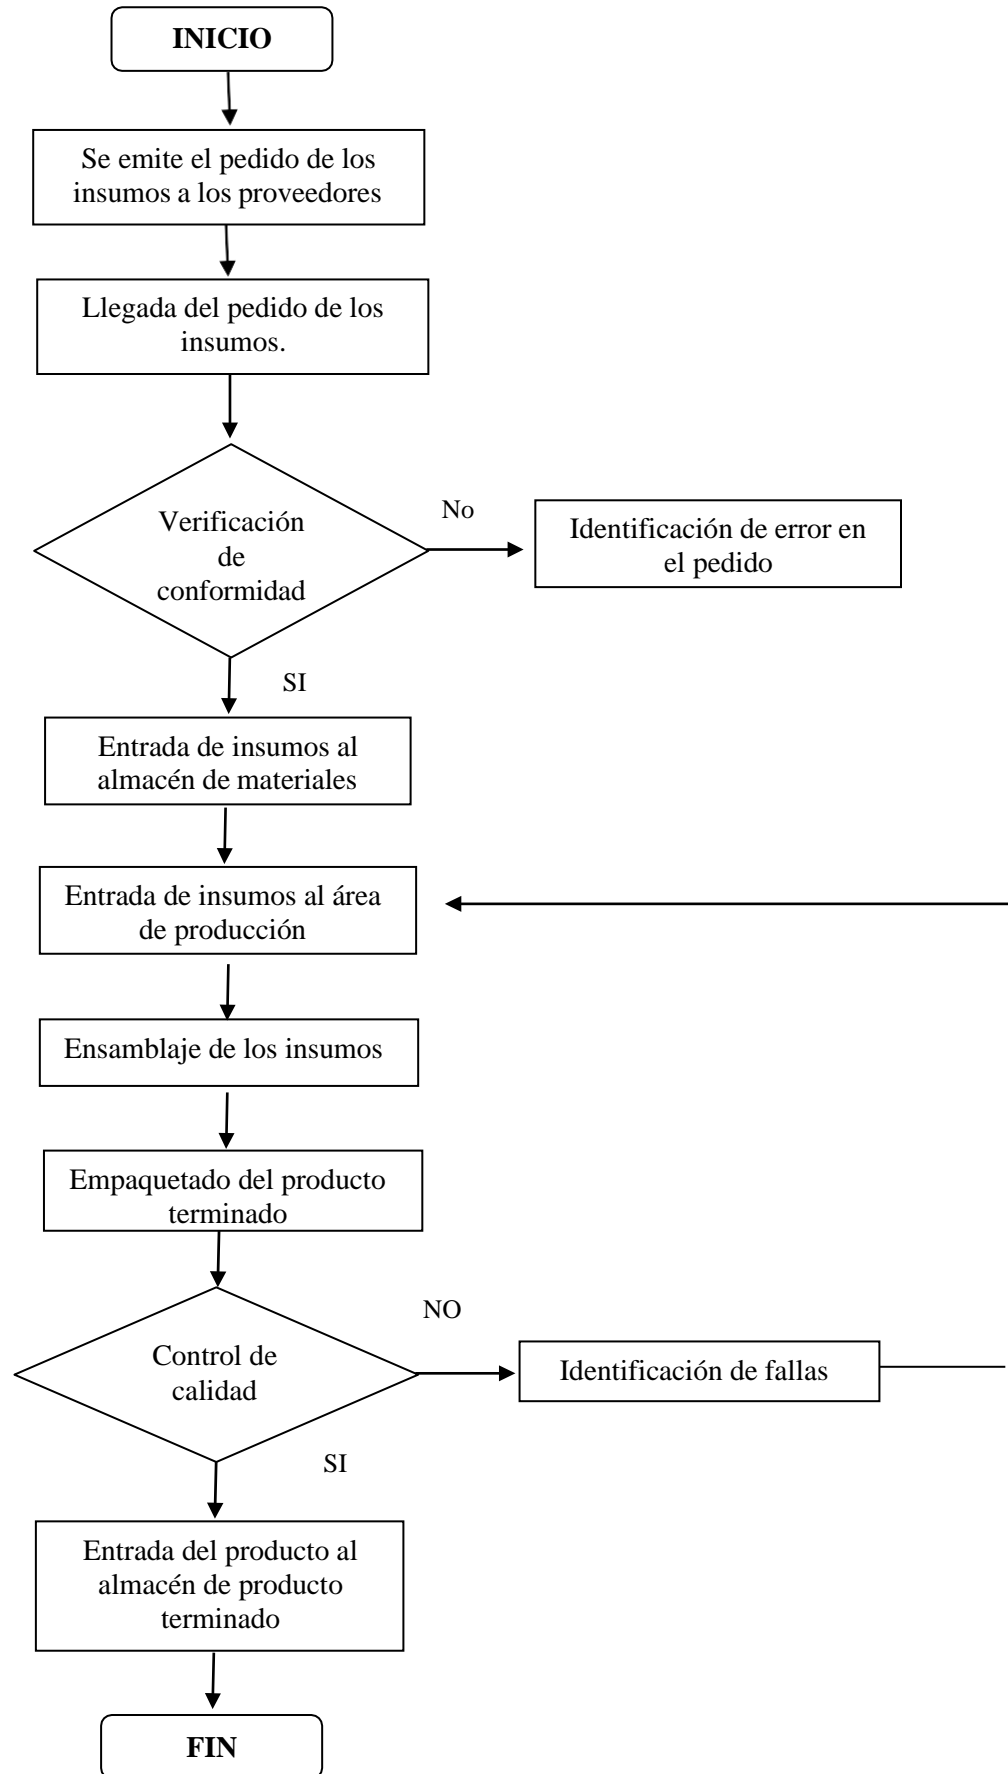 INICIO
Se emite el pedido de los
insumos a los proveedores
Llegada del pedido de los
insumos.
Verificación
de
conformidad
No
Identificación de error en
el pedido
SI
Entrada de insumos al
almacén de materiales
Entrada de insumos al área
de producción
Ensamblaje de los insumos
Empaquetado del producto
terminado
Control de
calidad
NO
Identificación de fallas
SI
Entrada del producto al
almacén de producto
terminado
FIN